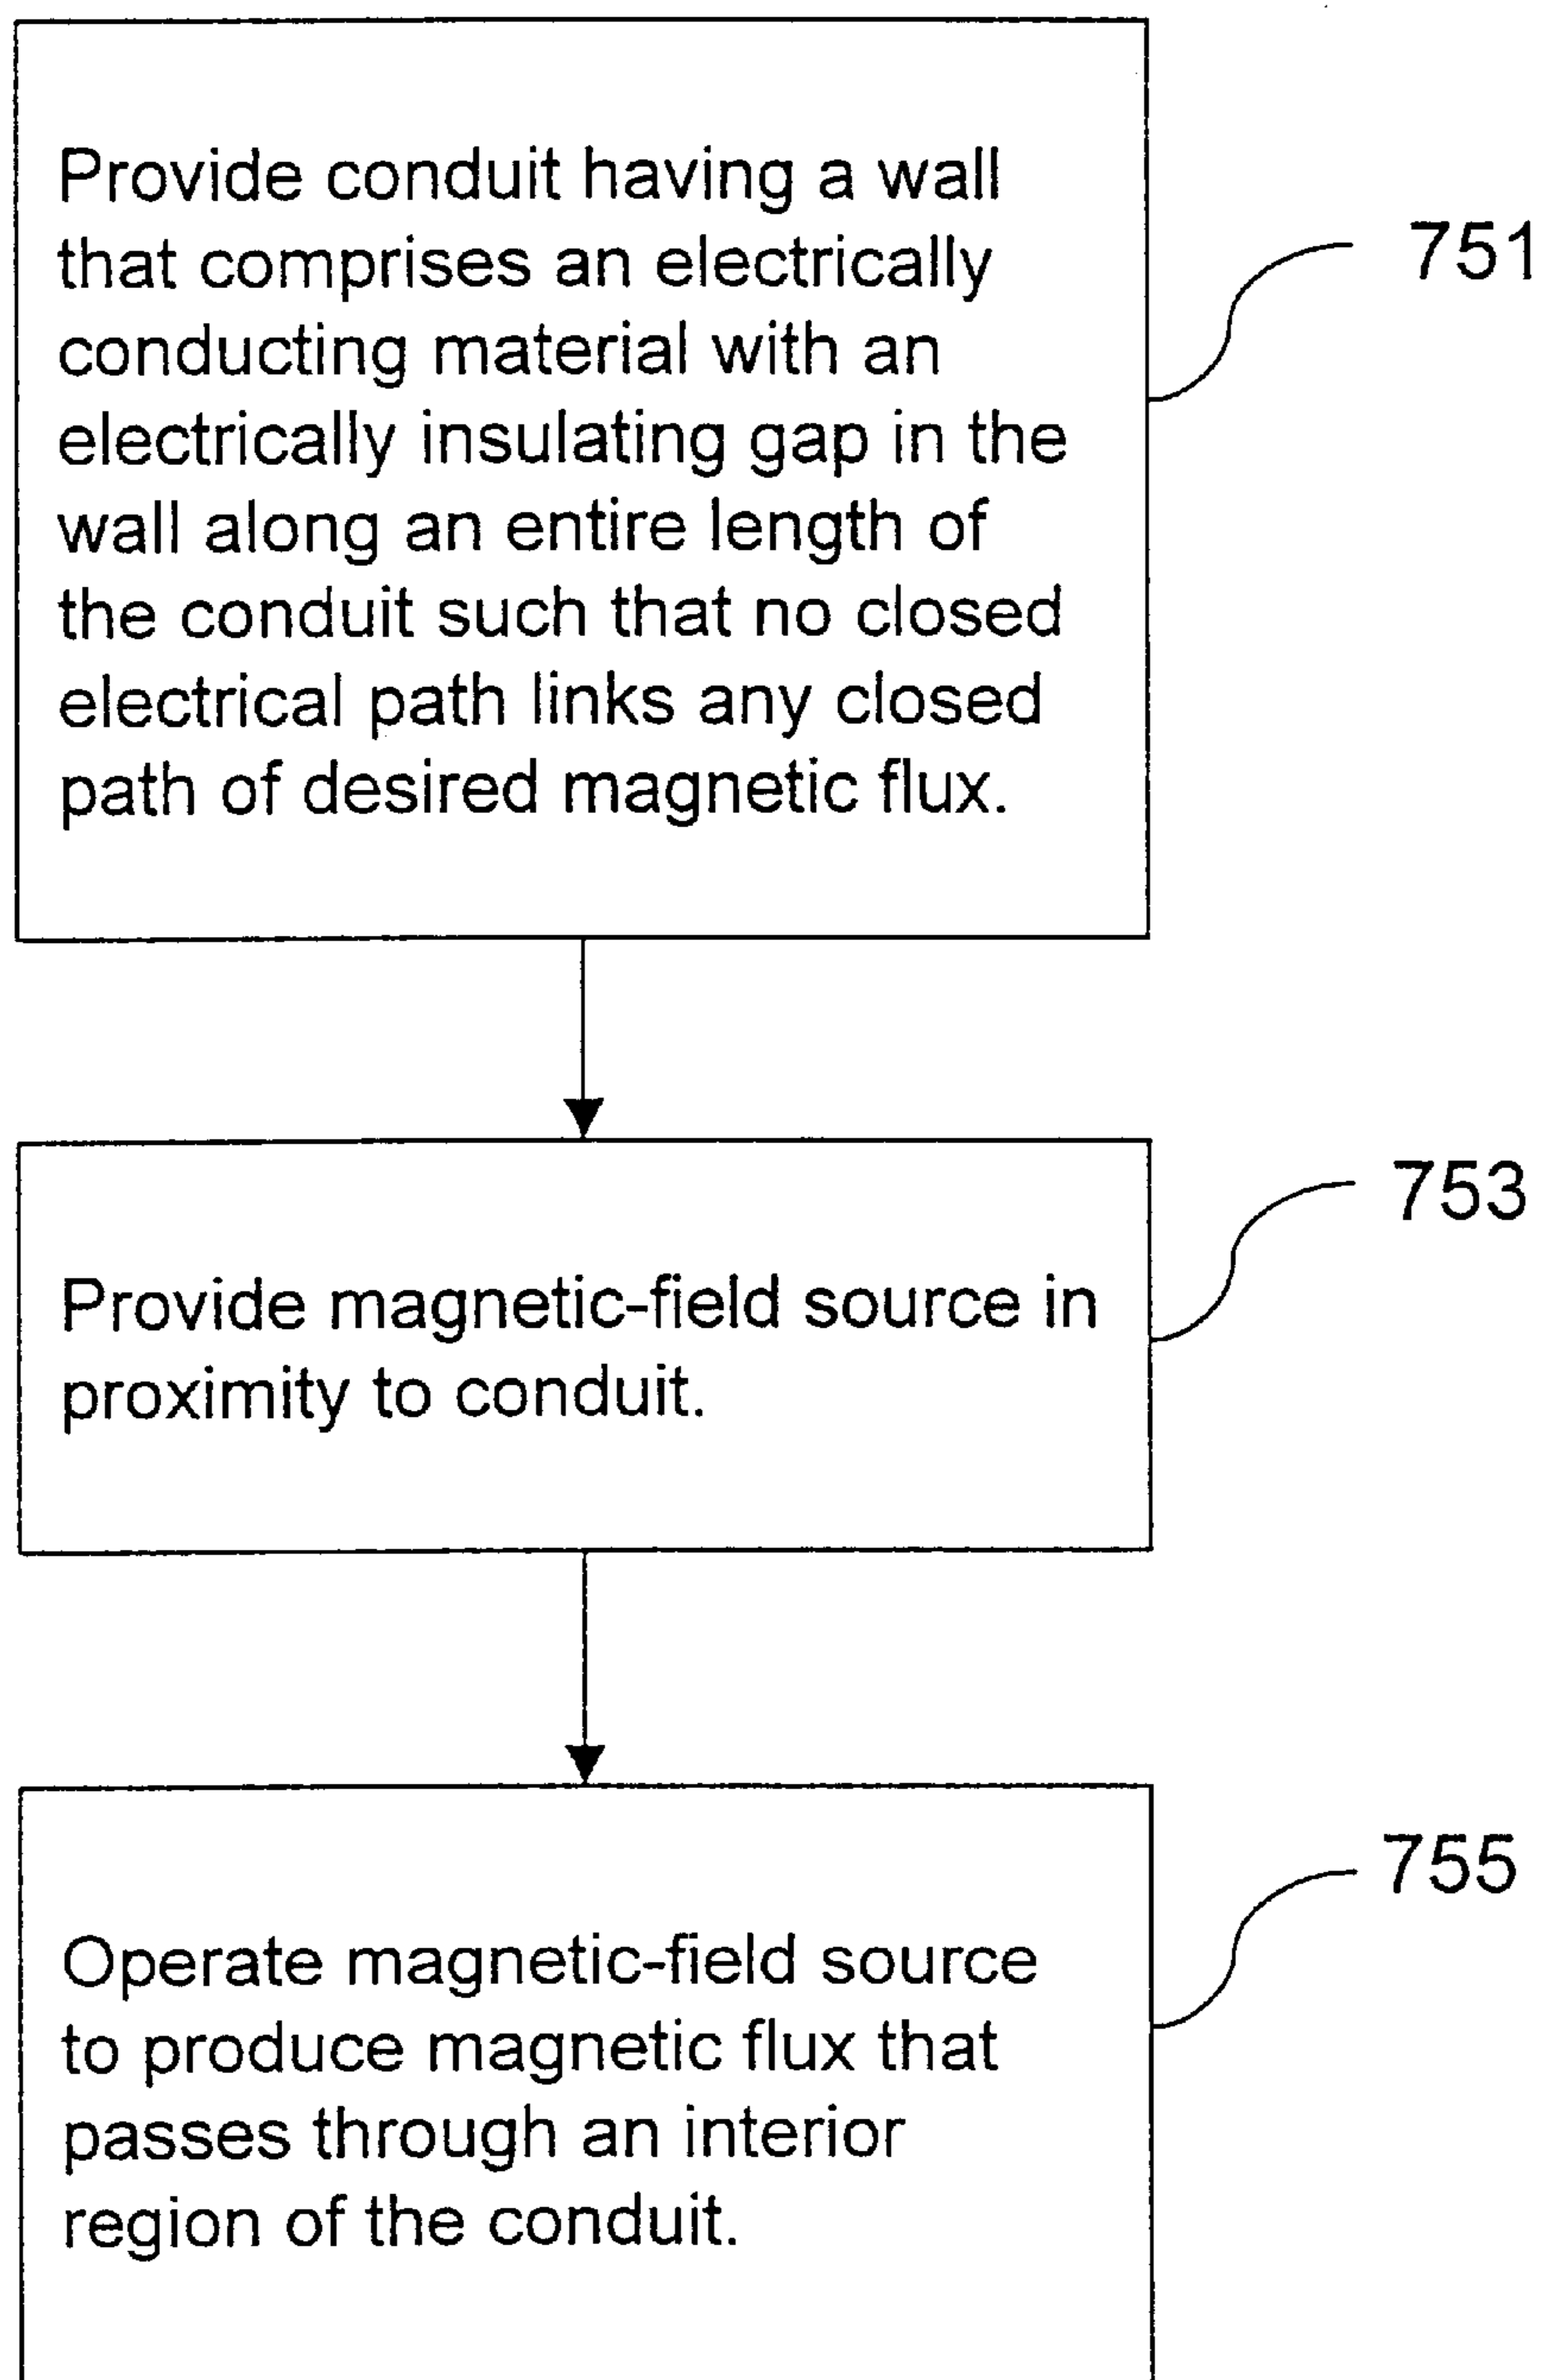 Provide conduit having a wall
that comprises an electrically
conducting material with an
electrically insulating gap in the
wall along an entire length of
the conduit such that no closed
electrical path links any closed
path of desired magnetic flux.
751
Provide magnetic-field source in
proximity to conduit.
753
Operate magnetic-field source
to produce magnetic flux that
passes through an interior
region of the conduit.
755